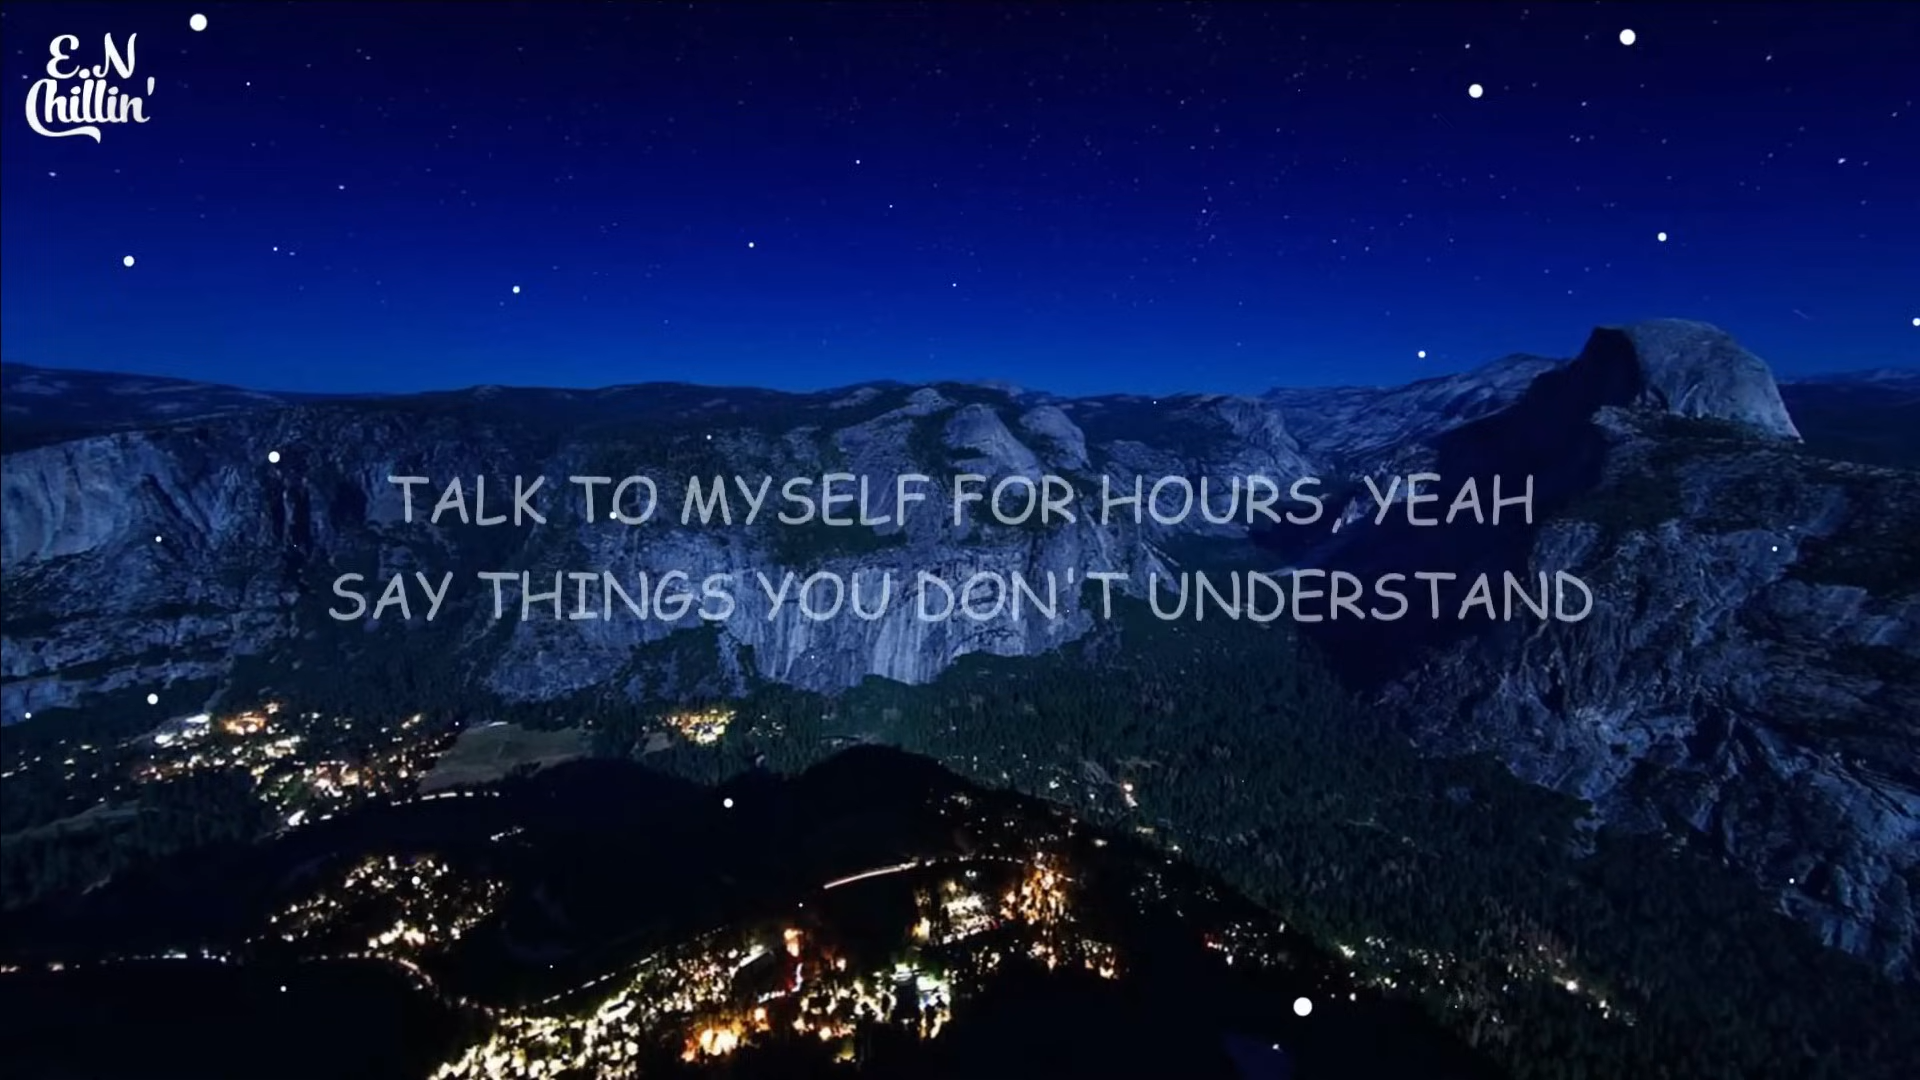 E.N
Chillin'
TALK TO MYSELF FOR HOURS, YEAH
SAY THINGS YOU DON'T UNDERSTAND